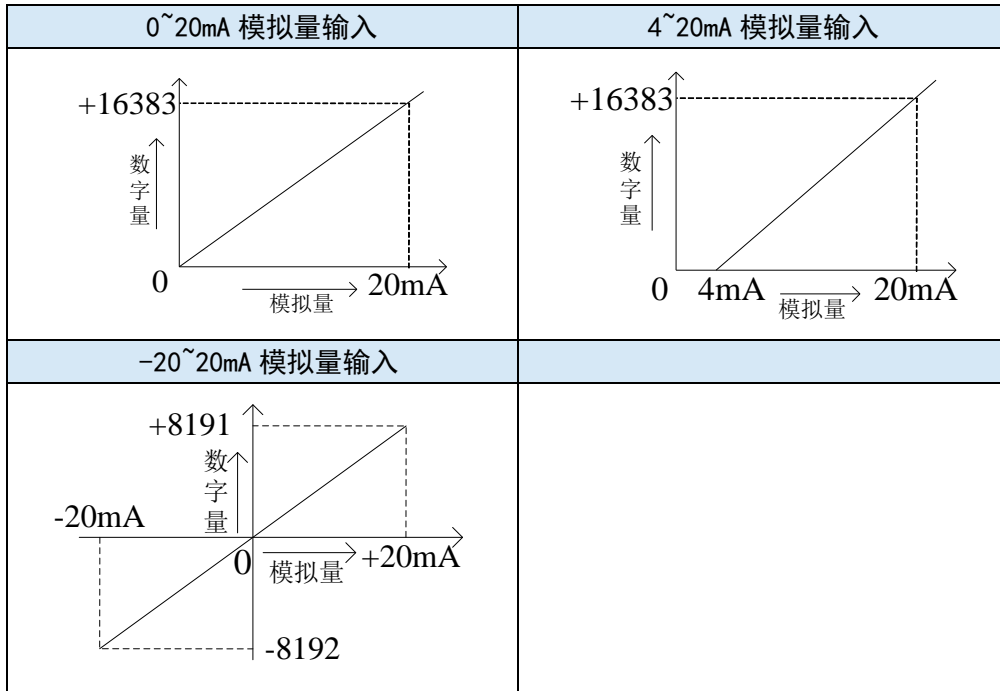 0~20mA 模拟量输入
4~20mA 模拟量输入
+16383
数字量
0
模拟量
20mA
+16383
数字量
0
4mA
模拟量
20mA
-20~20mA 模拟量输入
+8191
数字量
-20mA
0
模拟量
+20mA
-8192